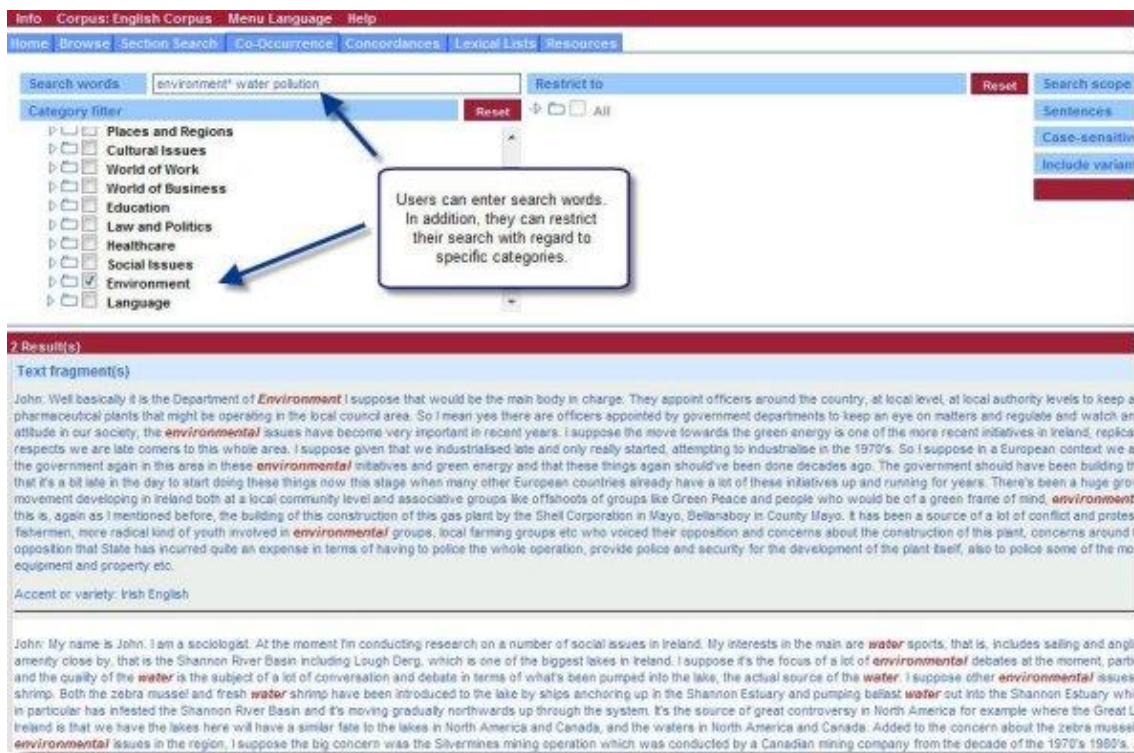 Info Corpus: English Corpus Menu Language Help
Home Browse Section Search Co-Occurrence Concordances Lexical Lists Resources
Search words environment* water pollution Restrict to Reset Search scope
Category filter Reset All Sentences
Places and Regions Case-sensitiv
Cultural Issues Include varian
World of Work
World of Business
Education
Law and Politics
Healthcare
Social Issues
Environment
Language
Users can enter search words.
In addition, they can restrict
their search with regard to
specific categories.
2 Result(s)
Text fragment(s)
John: Well basically it is the Department of Environment I suppose that would be the main body in charge. They appoint officers around the country, at local level, at local authority levels to keep a
pharmaceutical plants that might be operating in the local council area. So I mean yes there are officers appointed by government departments to keep an eye on matters and regulate and watch an
attitude in our society, the environmental issues have become very important in recent years. I suppose the move towards the green energy is one of the more recent initiatives in Ireland, replica
respects we are late comers to this whole area. I suppose given that we industrialised late and only really started, attempting to industrialise in the 1970's. So I suppose in a European context we a
the government again in this area in these environmental initiatives and green energy and that these things again should've been done decades ago. The government should have been building th
that it's a bit late in the day to start doing these things now this stage when many other European countries already have a lot of these initiatives up and running for years. There's been a huge gro
movement developing in Ireland both at a local community level and associative groups like offshoots of groups like Green Peace and people who would be of a green frame of mind, environment
this is, again as I mentioned before, the building of this construction of this gas plant by the Shell Corporation in Mayo, Bellanaboy in County Mayo. It has been a source of a lot of conflict and protes
fishermen, more radical kind of youth involved in environmental groups, local farming groups etc who voiced their opposition and concerns about the construction of this plant, concerns around
opposition that State has incurred quite an expense in terms of having to police the whole operation, provide police and security for the development of the plant itself, also to police some of the mo
equipment and property etc.
Accent or variety: Irish English
John: My name is John. I am a sociologist. At the moment I'm conducting research on a number of social issues in Ireland. My interests in the main are water sports, that is, includes sailing and angli
amenity close by, that is the Shannon River Basin including Lough Derg, which is one of the biggest lakes in Ireland. I suppose it's the focus of a lot of environmental debates at the moment, parti
and the quality of the water is the subject of a lot of conversation and debate in terms of what's been pumped into the lake, the actual source of the water. I suppose other environmental issues
shrimp. Both the zebra mussel and fresh water shrimp have been introduced to the lake by ships anchoring up in the Shannon Estuary and pumping ballast water out into the Shannon Estuary whi
in particular has infested the Shannon River Basin and it's moving gradually northwards up through the system. It's the source of great controversy in North America for example where the Great L
Ireland is that we have the lakes here will have a similar fate to the lakes in North America and Canada, and the waters in North America and Canada. Added to the concern about the zebra mussel
environmental issues in the region, I suppose the big concern was the Silvermines mining operation which was conducted by a Canadian mining company from the decade of the 1970's 1980's